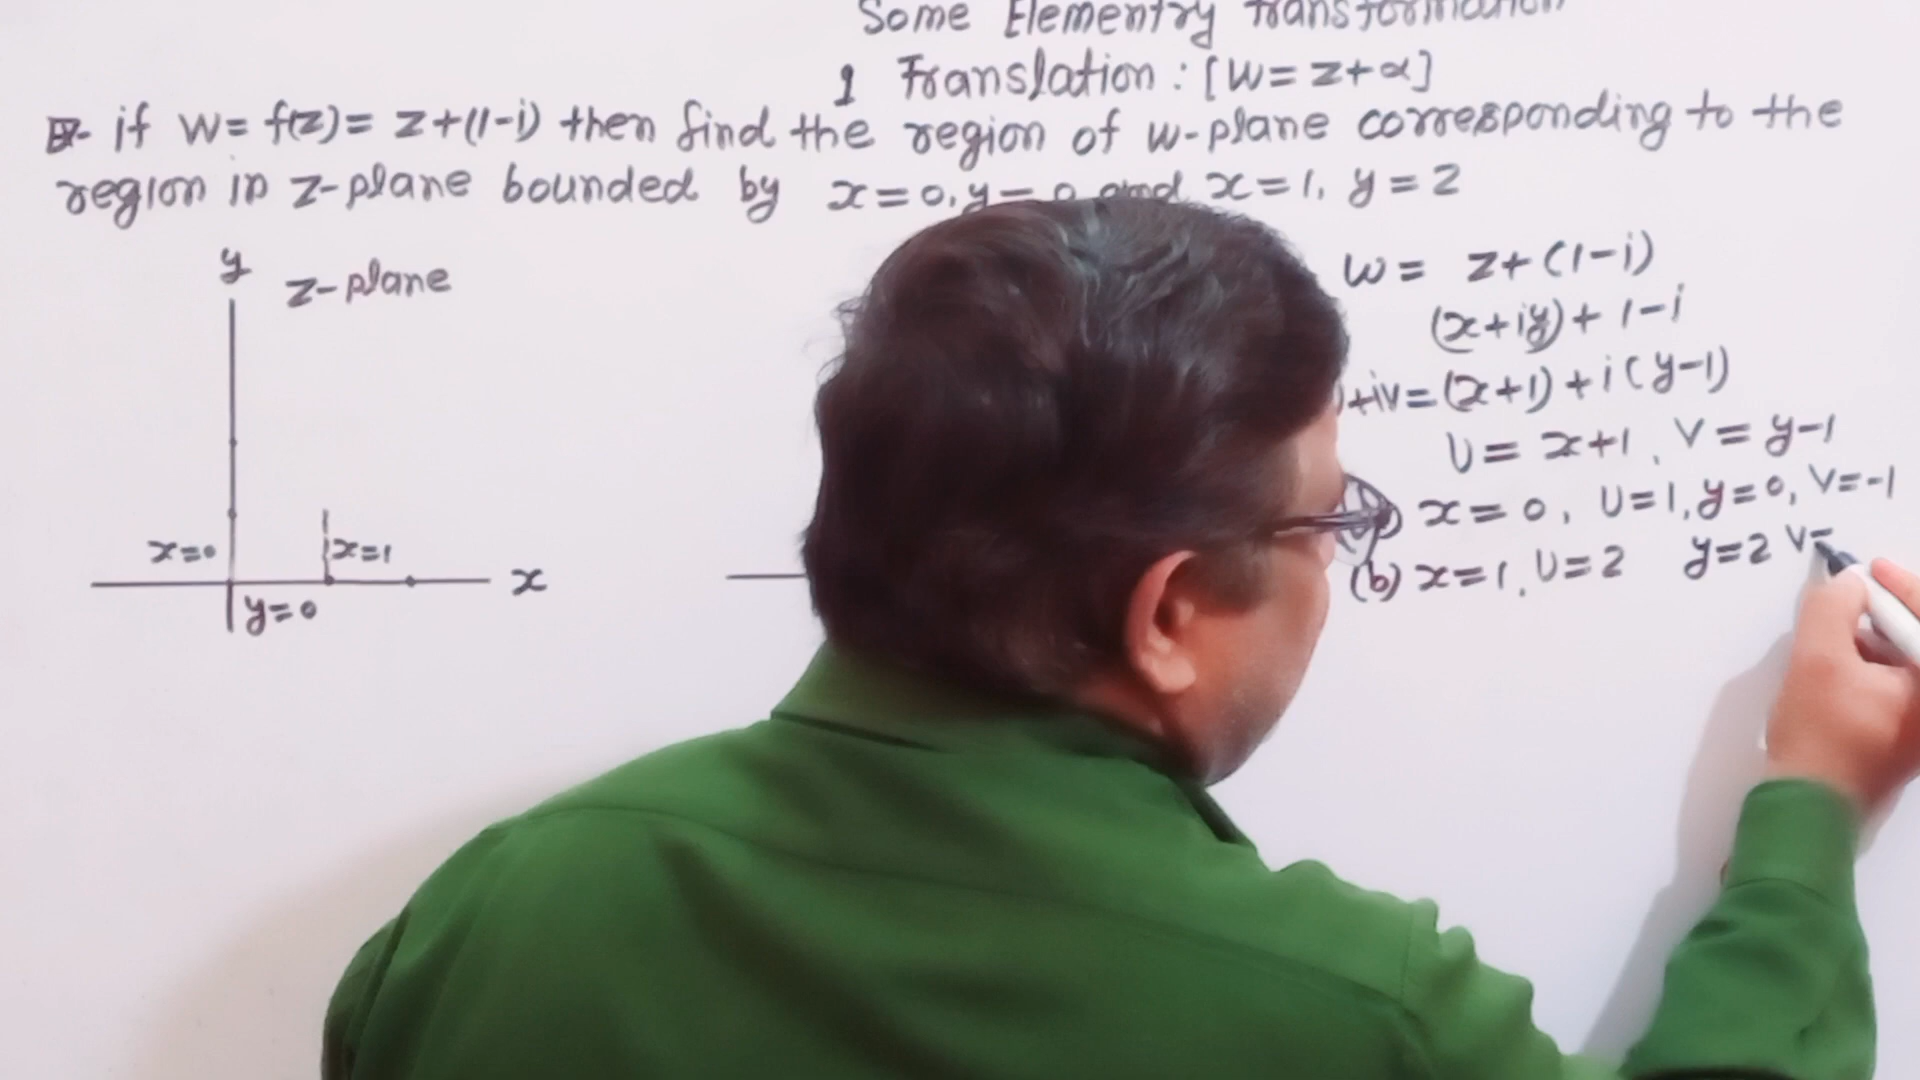 Some Elementry Transformation
1 Translation : [W = z + α]
Ex- if w = f(z) = z + (1-i) then find the region of w-plane corresponding to the
region in z-plane bounded by x = 0, y = 0 and x = 1, y = 2
y
z-plane
x=0
x=1
x
y=0
W = z + (1-i)
(x+iy) + 1-i
+iv = (x+1) + i(y-1)
U = x+1, V = y-1
x = 0, U = 1, y = 0, V = -1
(b) x = 1, U = 2 y = 2 V =